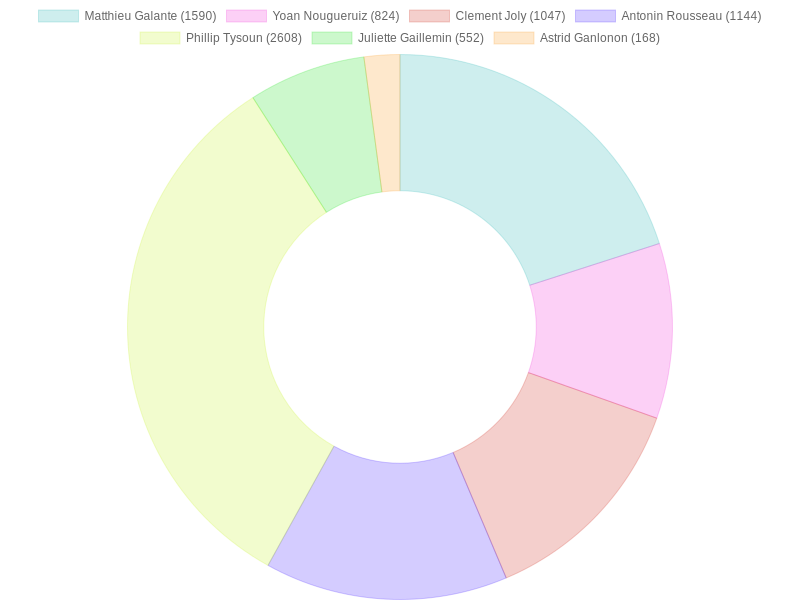 Matthieu Galante (1590) Yoan Nougueruiz (824) Clement Joly (1047) Antonin Rousseau (1144)
Phillip Tysoun (2608) Juliette Gaillemin (552) Astrid Ganlonon (168)